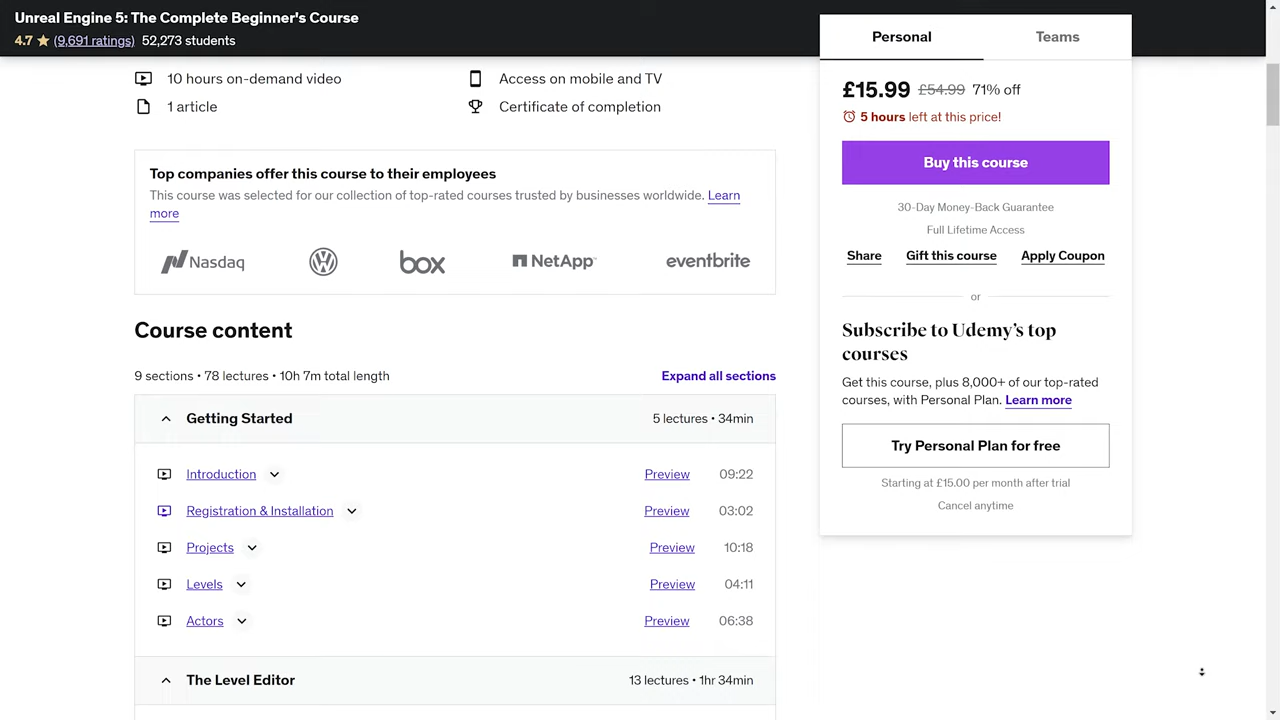 Unreal Engine 5: The Complete Beginner's Course
4.7 ★ (9,691 ratings) 52,273 students
10 hours on-demand video
Access on mobile and TV
1 article
Certificate of completion
Top companies offer this course to their employees
This course was selected for our collection of top-rated courses trusted by businesses worldwide. Learn
more
Nasdaq
box
NetApp
eventbrite
Course content
9 sections • 78 lectures • 10h 7m total length
Expand all sections
Getting Started
5 lectures • 34min
Introduction
Preview
09:22
Registration & Installation
Preview
03:02
Projects
Preview
10:18
Levels
Preview
04:11
Actors
Preview
06:38
The Level Editor
13 lectures • 1hr 34min
Personal
Teams
£15.99 £54.99 71% off
5 hours left at this price!
Buy this course
30-Day Money-Back Guarantee
Full Lifetime Access
Share
Gift this course
Apply Coupon
or
Subscribe to Udemy’s top
courses
Get this course, plus 8,000+ of our top-rated
courses, with Personal Plan. Learn more
Try Personal Plan for free
Starting at £15.00 per month after trial
Cancel anytime